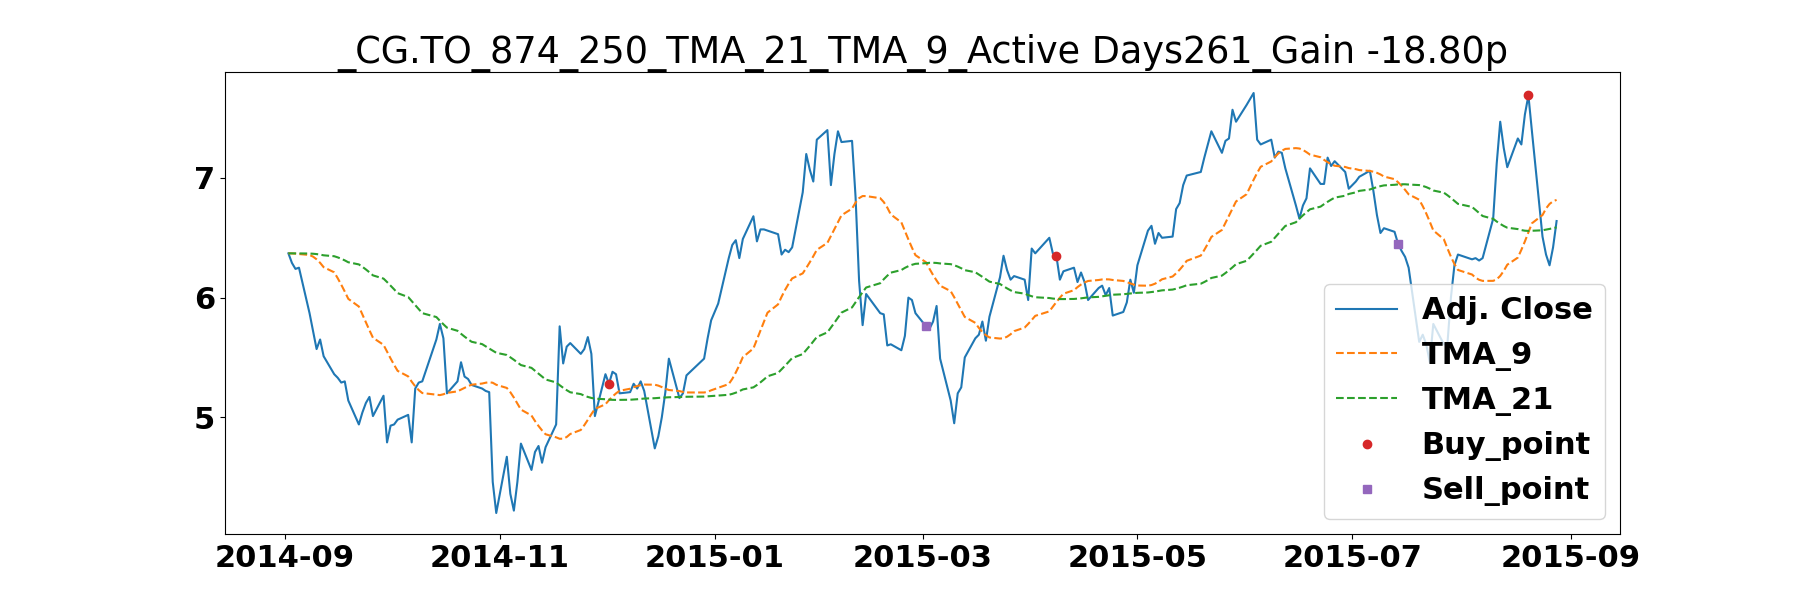 _CG.TO_874_250_TMA_21_TMA_9_Active Days261_Gain -18.80p
7
6
5
Adj. Close
TMA_9
TMA_21
Buy_point
Sell_point
2014-09 2014-11 2015-01 2015-03 2015-05 2015-07 2015-09